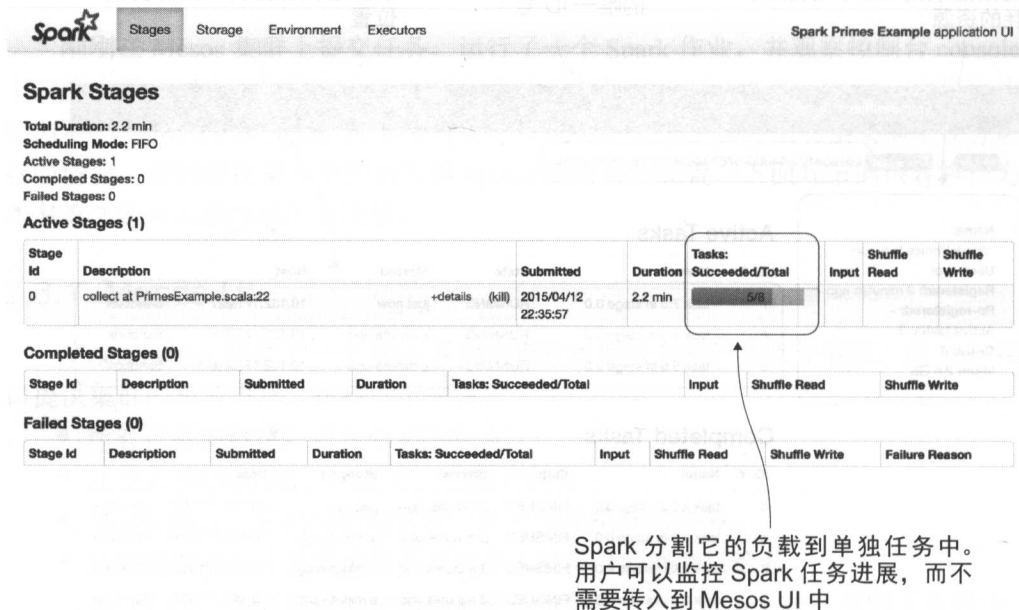 Spark Stages Storage Environment Executors Spark Primes Example application UI
Spark Stages
Total Duration: 2.2 min
Scheduling Mode: FIFO
Active Stages: 1
Completed Stages: 0
Failed Stages: 0
Active Stages (1)
Stage Id Description Submitted Duration Tasks: Succeeded/Total Input Shuffle Read Shuffle Write
0 collect at PrimesExample.scala:22 +details (kill) 2015/04/12 22:35:57 2.2 min 5/8
Completed Stages (0)
Stage Id Description Submitted Duration Tasks: Succeeded/Total Input Shuffle Read Shuffle Write
Failed Stages (0)
Stage Id Description Submitted Duration Tasks: Succeeded/Total Input Shuffle Read Shuffle Write Failure Reason
Spark 分割它的负载到单独任务中。
用户可以监控 Spark 任务进展，而不
需要转入到 Mesos UI 中